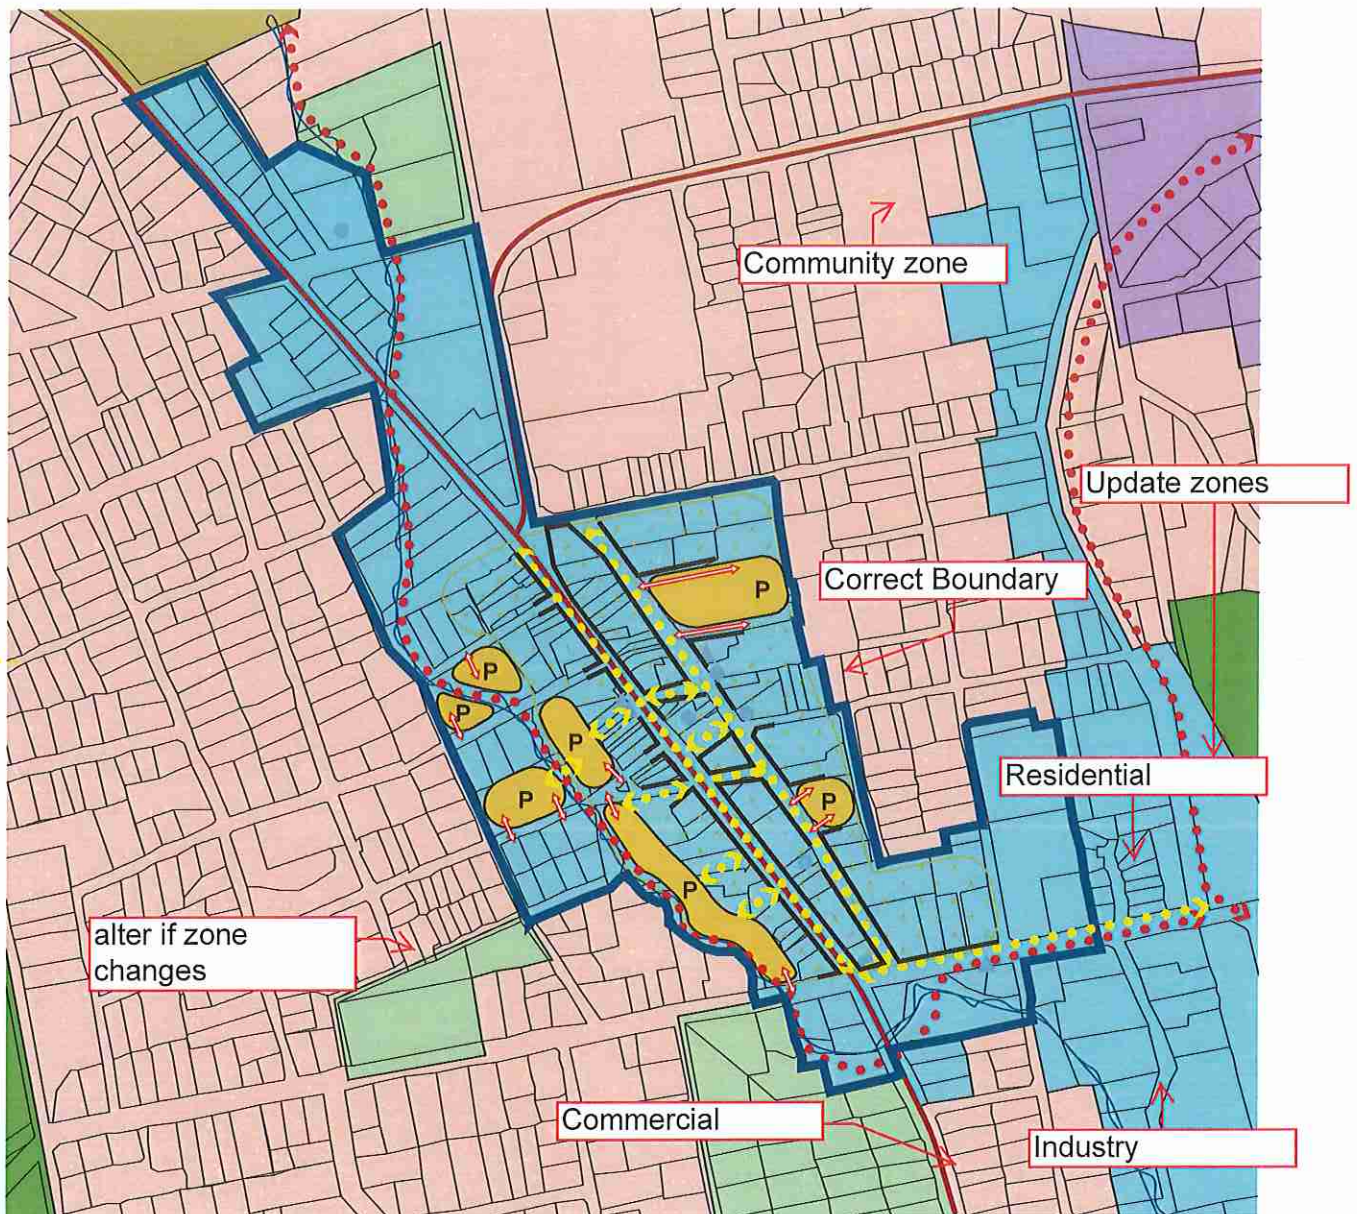 Community zone
Update zones
P
Correct Boundary
P
P
P
P
P
Residential
P
alter if zone
changes
Commercial
Industry